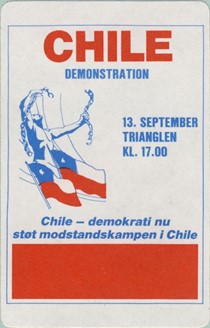 CHILE
DEMONSTRATION
13. SEPTEMBER
TRIANGLEN
KL. 17.00
Chile – demokrati nu
støt modstandskampen i Chile